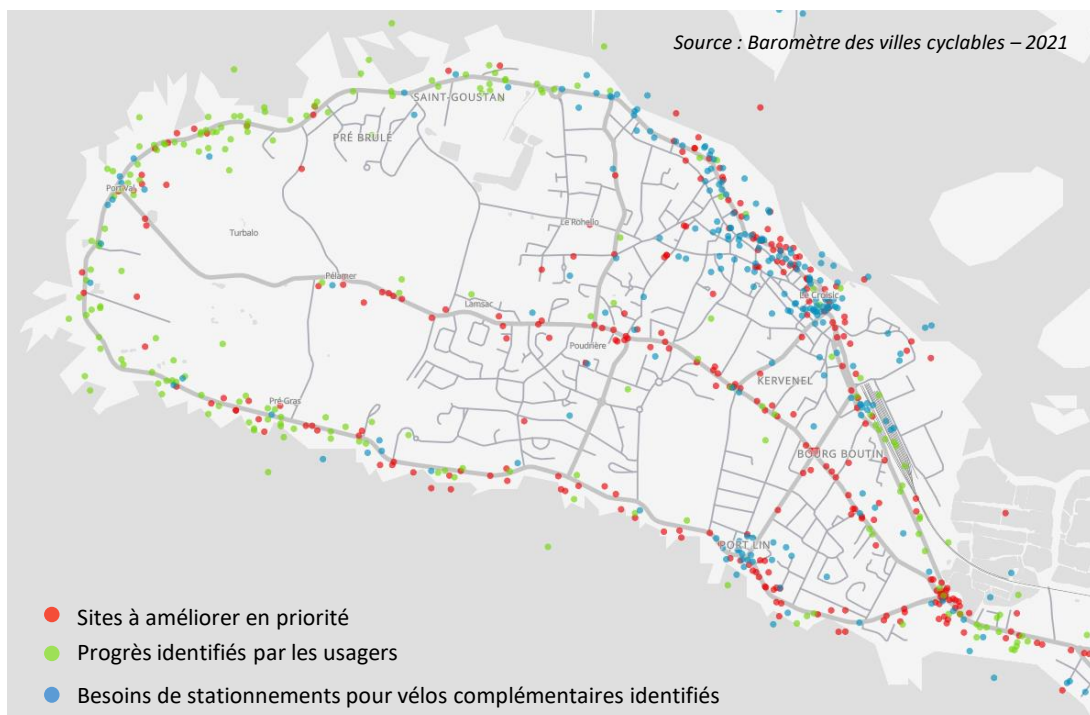 Source : Baromètre des villes cyclables – 2021
SAINT-GOUSTAN
PRÉ BRULÉ
Port Val
Le Rohello
Turbalo
Pélamer
Le Croisic
Lamsac
Poudrière
KERVENEL
Pré Gras
BOURG BOUTIN
PORT LIN
Sites à améliorer en priorité
Progrès identifiés par les usagers
Besoins de stationnements pour vélos complémentaires identifiés